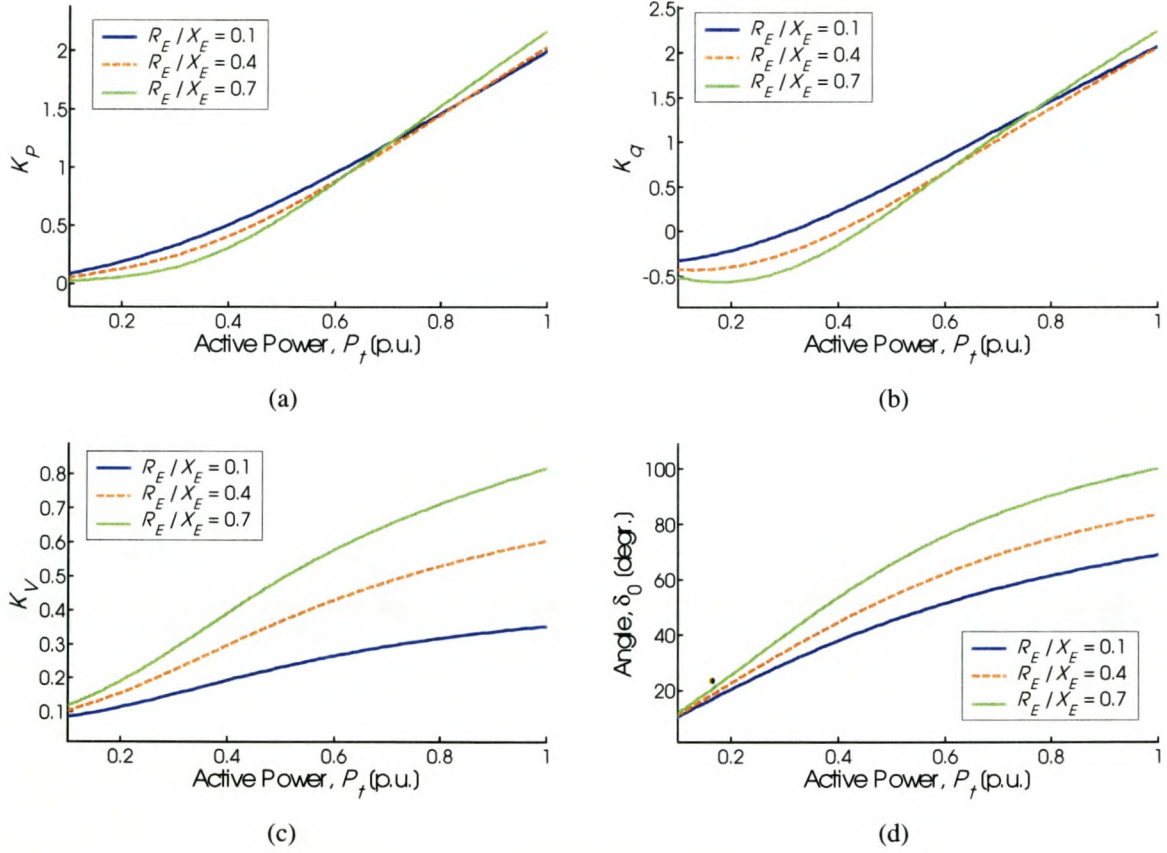 R_E / X_E = 0.1
R_E / X_E = 0.4
R_E / X_E = 0.7
2
1.5
1
0.5
0
K_P
0.2 0.4 0.6 0.8 1
Active Power, P_t (p.u.)
(a)
R_E / X_E = 0.1
R_E / X_E = 0.4
R_E / X_E = 0.7
2.5
2
1.5
1
0.5
0
-0.5
K_q
0.2 0.4 0.6 0.8 1
Active Power, P_t (p.u.)
(b)
R_E / X_E = 0.1
R_E / X_E = 0.4
R_E / X_E = 0.7
0.8
0.7
0.6
0.5
0.4
0.3
0.2
0.1
K_V
0.2 0.4 0.6 0.8 1
Active Power, P_t (p.u.)
(c)
100
80
60
40
20
Angle, δ_0 (degr.)
R_E / X_E = 0.1
R_E / X_E = 0.4
R_E / X_E = 0.7
0.2 0.4 0.6 0.8 1
Active Power, P_t (p.u.)
(d)